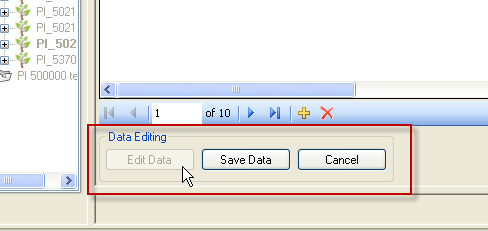 PI_5021
PI_5021
PI_502
PI_5370
PI 500000 te
1 of 10
Data Editing
Edit Data Save Data Cancel